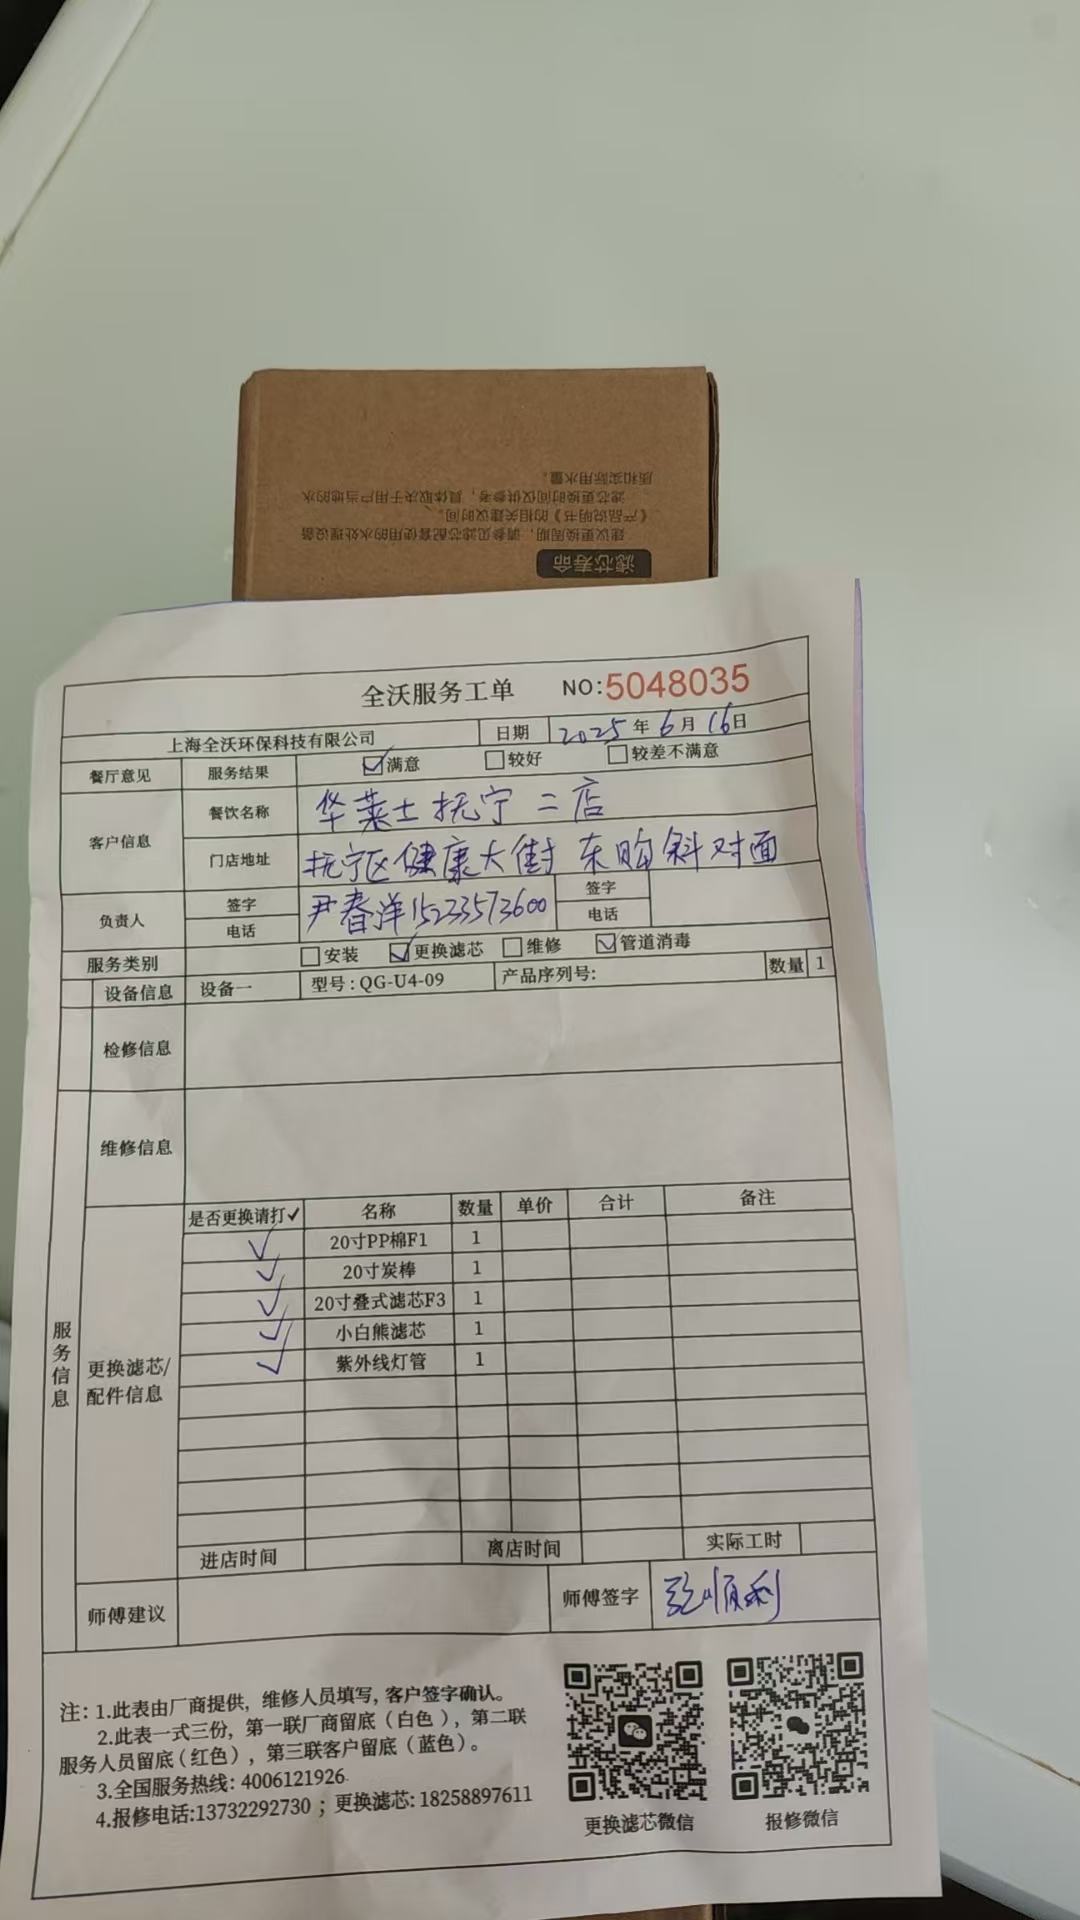 质和实际用水量。
滤芯更换时间仅供参考，具体取决于用户当地的水
《产品说明书》的相关建议时间。
建议更换周期，请参见滤芯配套使用的水处理设备
滤芯寿命
全沃服务工单 NO:5048035
上海全沃环保科技有限公司 日期 2025年6月16日
餐厅意见 服务结果 ☑满意 □较好 □较差不满意
客户信息 餐饮名称 华莱士抚宁二店
门店地址 抚宁区健康大街东购斜对面
负责人 签字 电话 尹春洋15233573600 签字 电话
服务类别 □安装 ☑更换滤芯 □维修 ☑管道消毒
设备信息 设备一 型号:QG-U4-09 产品序列号: 数量 1
检修信息
维修信息
服务信息
更换滤芯/
配件信息
是否更换请打✓ 名称 数量 单价 合计 备注
✓ 20寸PP棉F1 1
✓ 20寸炭棒 1
✓ 20寸叠式滤芯F3 1
✓ 小白熊滤芯 1
✓ 紫外线灯管 1
进店时间 离店时间 实际工时
师傅建议 师傅签字 顺利
注: 1.此表由厂商提供, 维修人员填写, 客户签字确认。
2.此表一式三份, 第一联厂商留底（白色）, 第二联
服务人员留底（红色）, 第三联客户留底（蓝色）。
3.全国服务热线: 4006121926
4.报修电话:13732292730 ; 更换滤芯: 18258897611
更换滤芯微信 报修微信